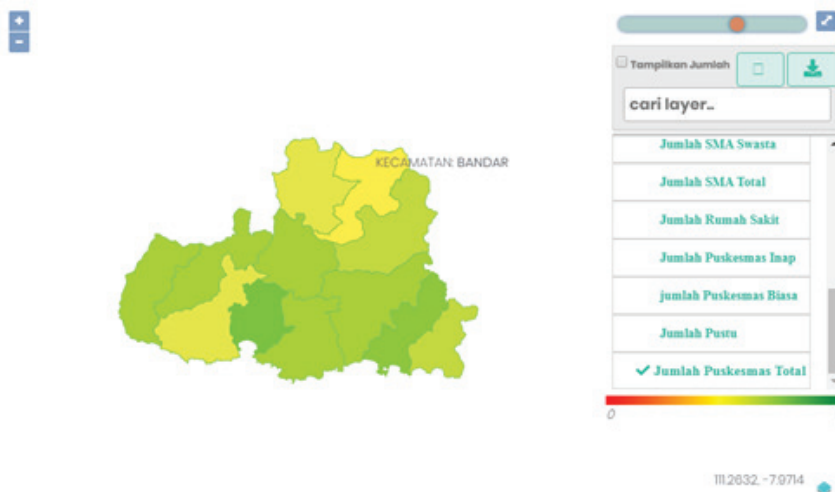 +
-
Tampilkan Jumlah
cari layer..
KECAMATAN: BANDAR
Jumlah SMA Swasta
Jumlah SMA Total
Jumlah Rumah Sakit
Jumlah Puskesmas Inap
jumlah Puskesmas Biasa
Jumlah Pustu
Jumlah Puskesmas Total
0
111.2632, -7.9714